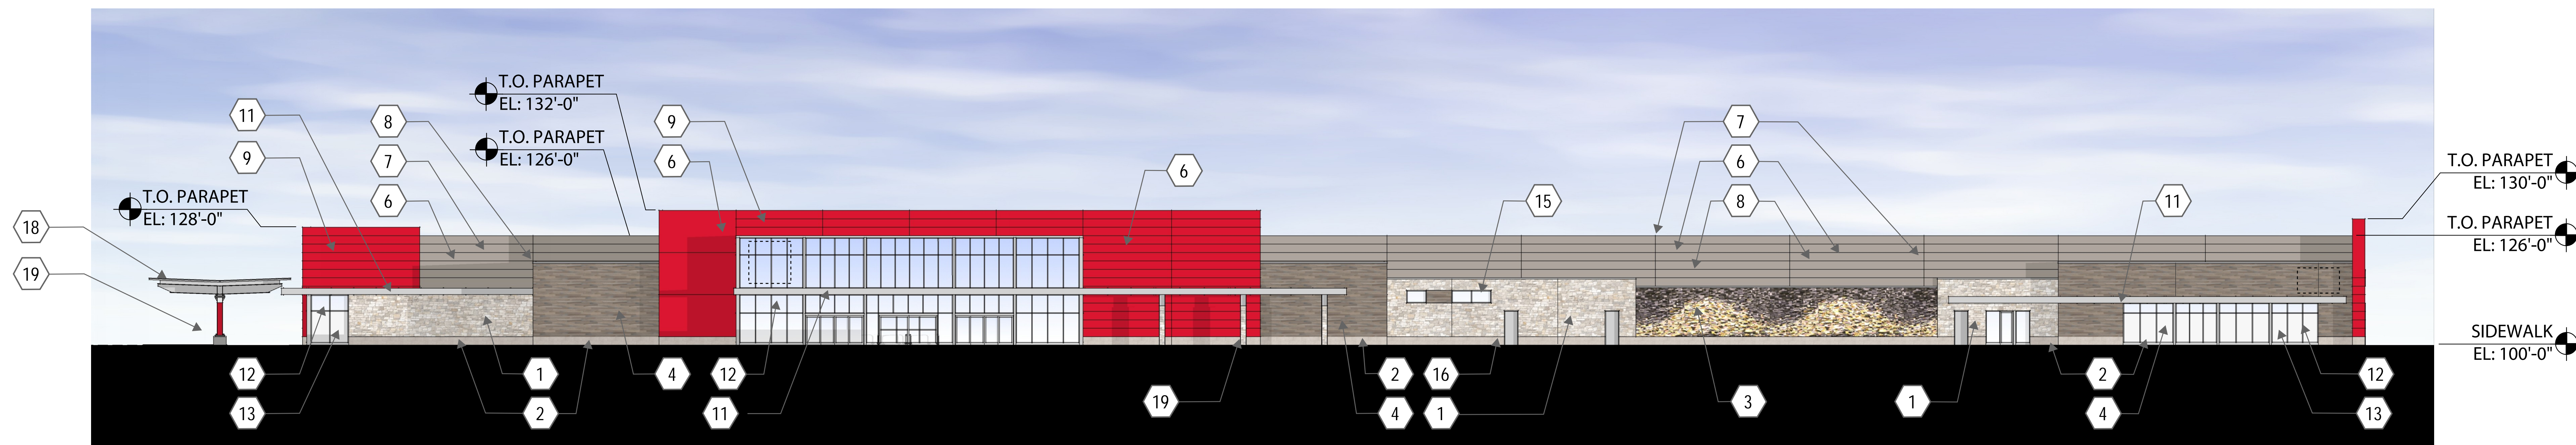 T.O. PARAPET
EL: 132'-0"
11
8
9
7
6
T.O. PARAPET
EL: 126'-0"
9
6
6
7
6
8
15
11
T.O. PARAPET
EL: 130'-0"
T.O. PARAPET
EL: 128'-0"
18
19
T.O. PARAPET
EL: 126'-0"
SIDEWALK
EL: 100'-0"
12
1
4
12
2
16
2
12
13
2
11
19
4
1
3
1
4
13